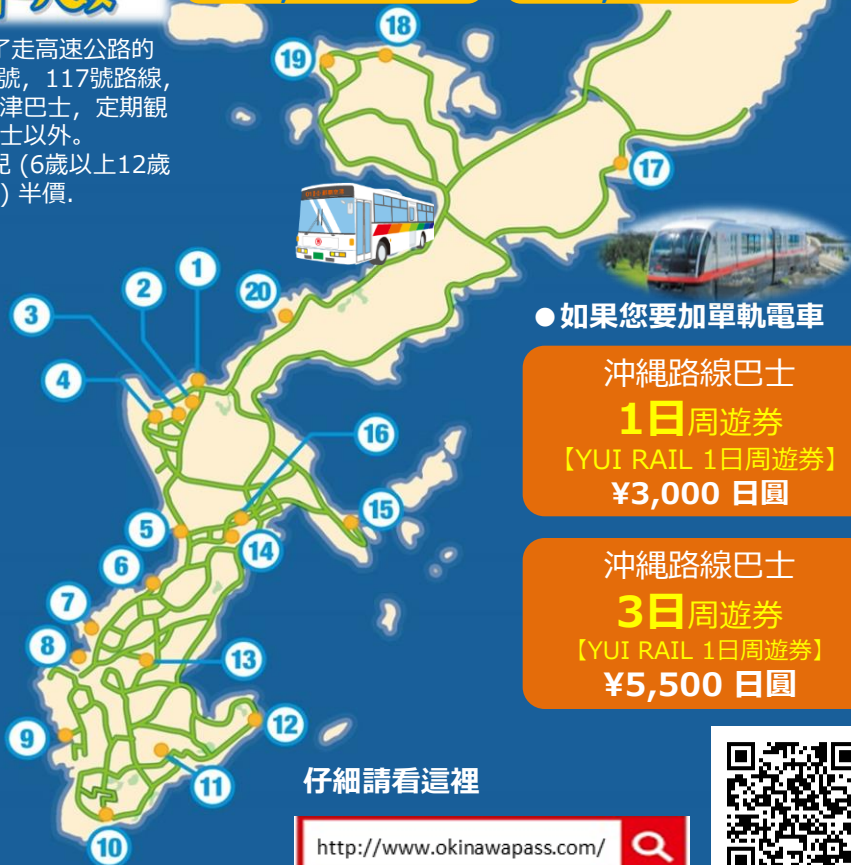 了走高速公路的
號，117號路線，
津巴士，定期観
士以外。
(6歲以上12歲
) 半價.
18
19
17
1
2
20
3
4
●如果您要加單軌電車
沖縄路線巴士
1日周遊券
【YUI RAIL 1日周遊券】
¥3,000 日圓
16
15
5
14
6
沖縄路線巴士
3日周遊券
【YUI RAIL 1日周遊券】
¥5,500 日圓
7
8
13
12
9
11
10
仔細請看這裡
http://www.okinawapass.com/